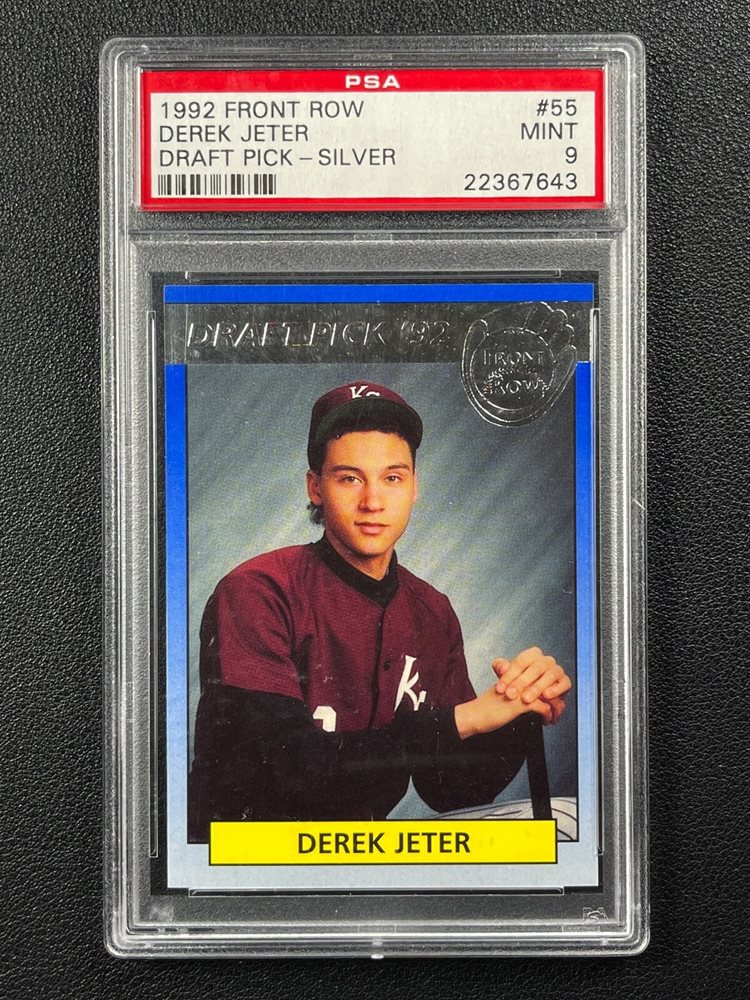 PSA
1992 FRONT ROW #55
DEREK JETER MINT
DRAFT PICK – SILVER 9
22367643
DRAFT PICK '92
FRONT
ROW
Kc
k
DEREK JETER